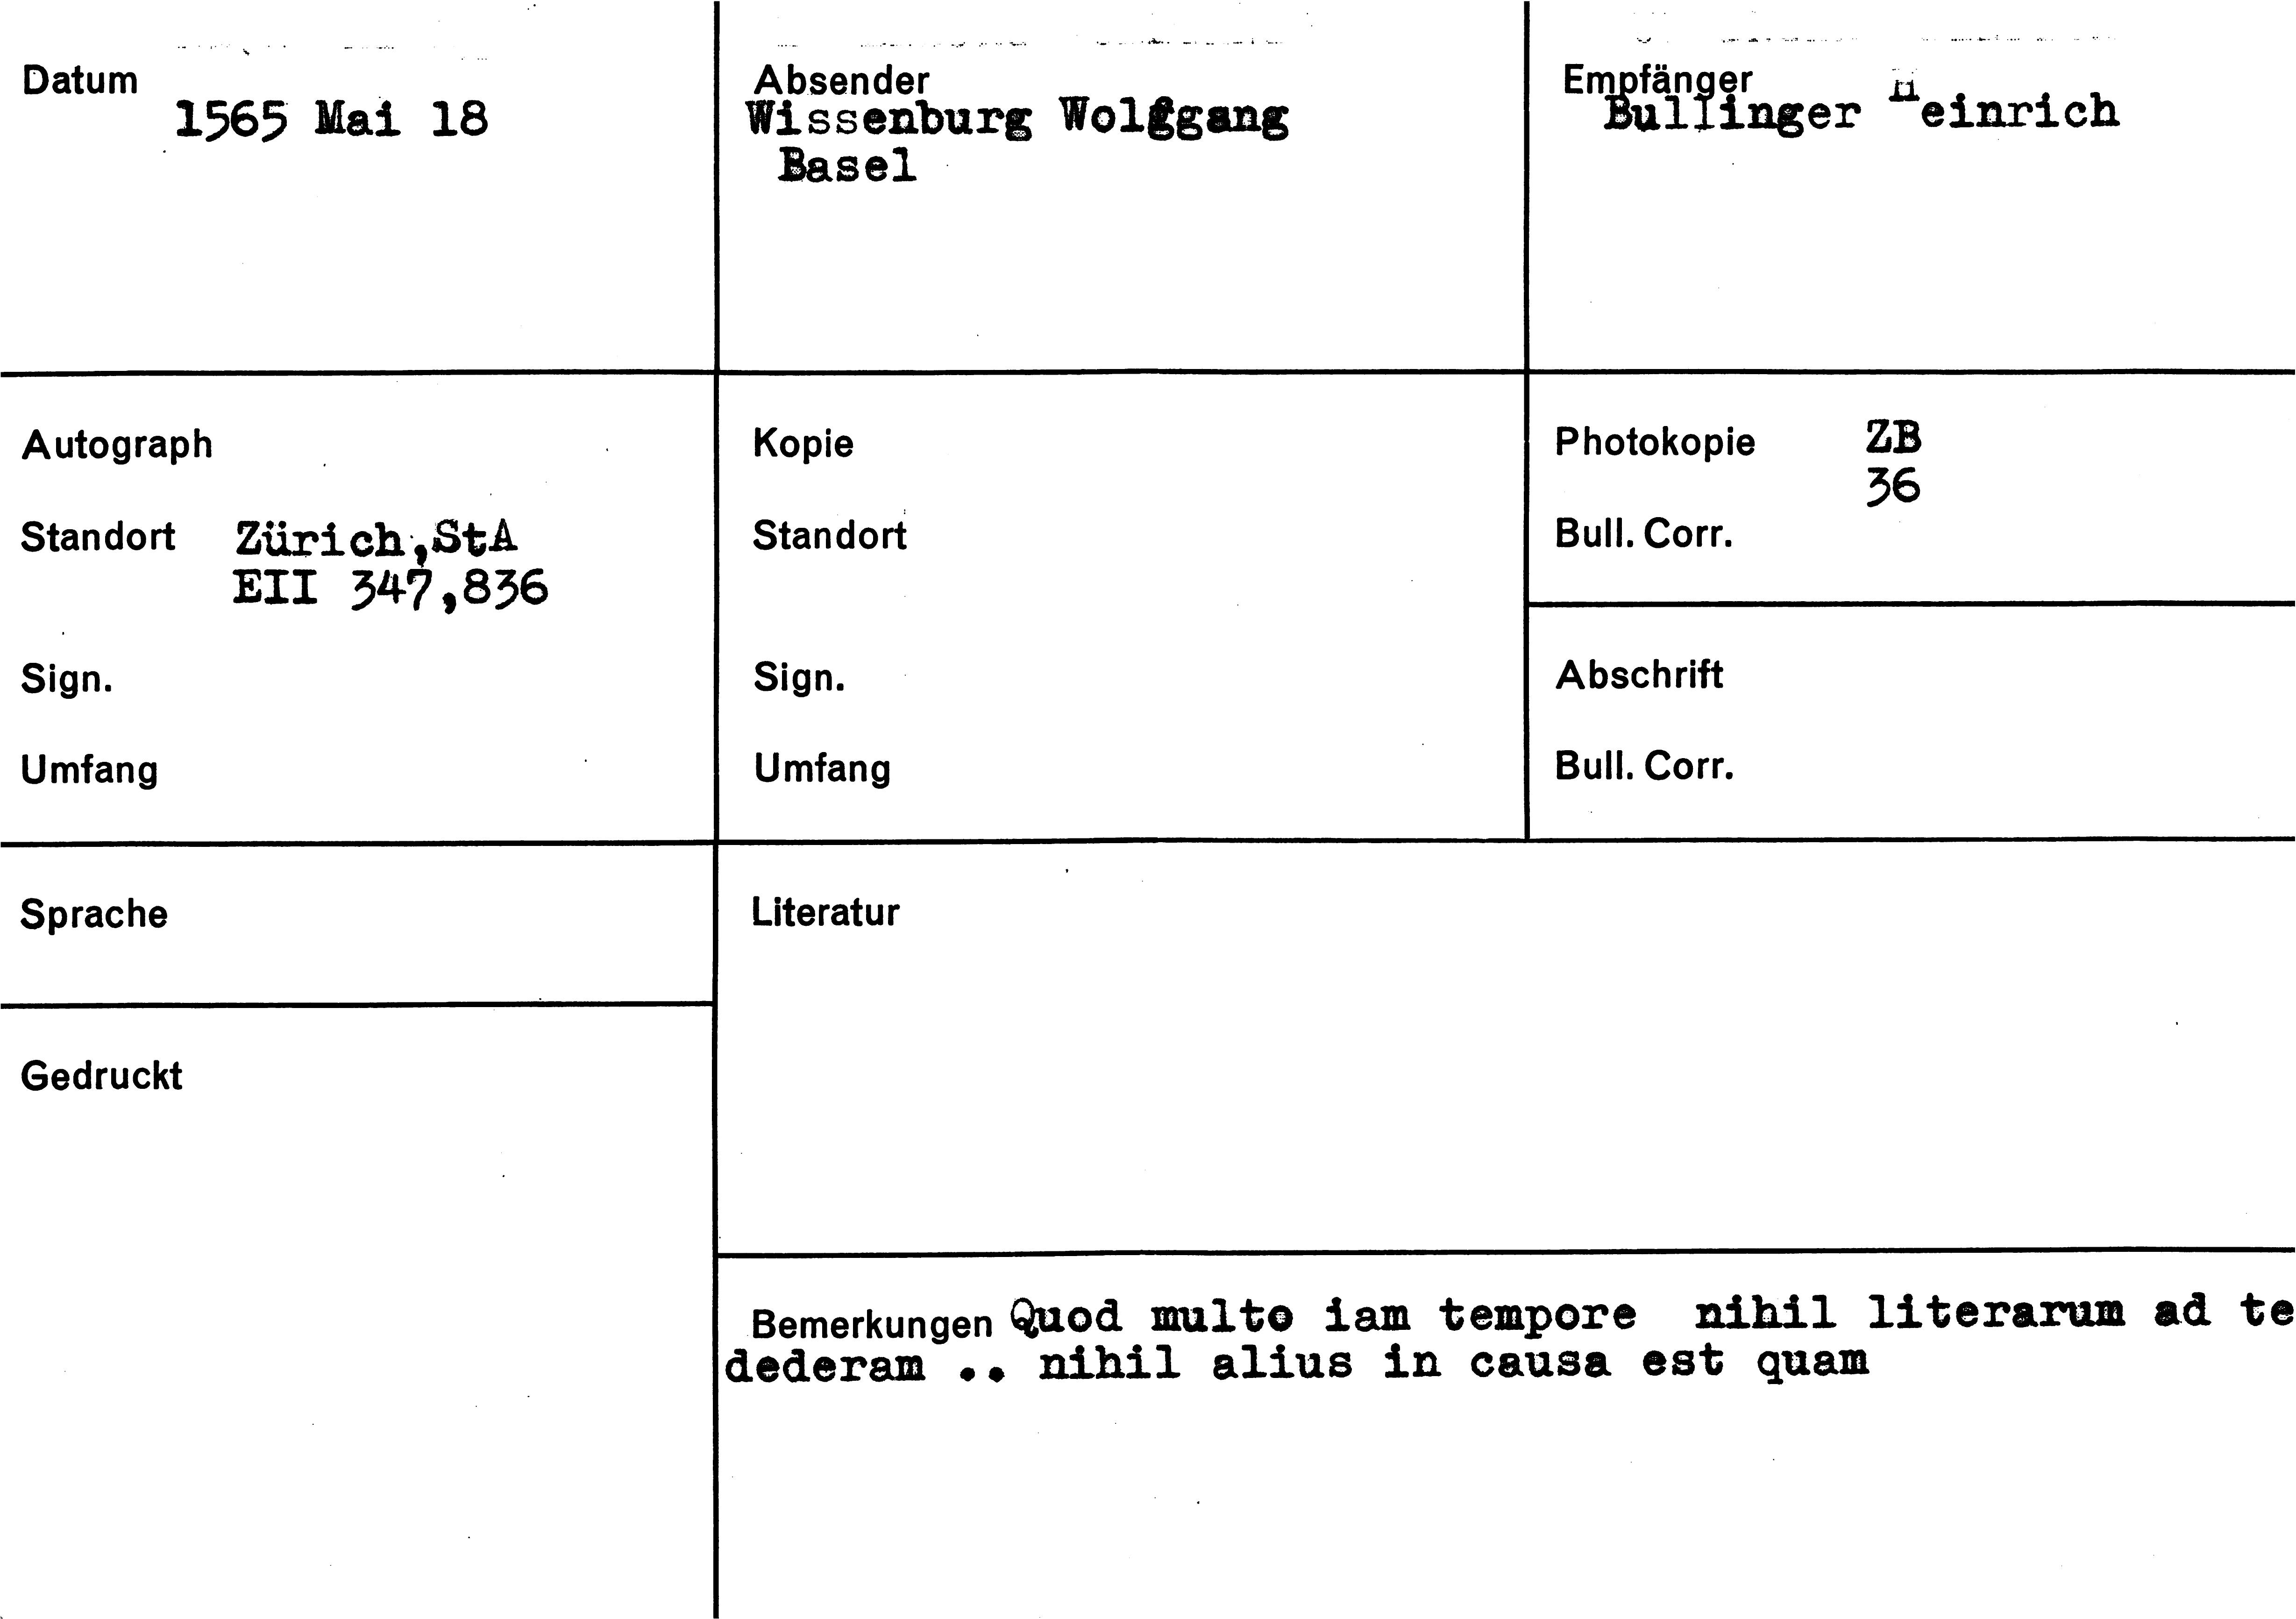 Datum
1565 Mai 18
Absender
Wissenburg Wolfgang
Basel
Empfänger
Bullinger Heinrich
Autograph
Standort Zürich,StA
EII 347,836
Sign.
Umfang
Kopie
Standort
Sign.
Umfang
Photokopie ZB
36
Bull. Corr.
Abschrift
Bull. Corr.
Sprache
Gedruckt
Literatur
Bemerkungen Quod multo iam tempore nihil literarum ad te
dederam .. nihil alius in causa est quam